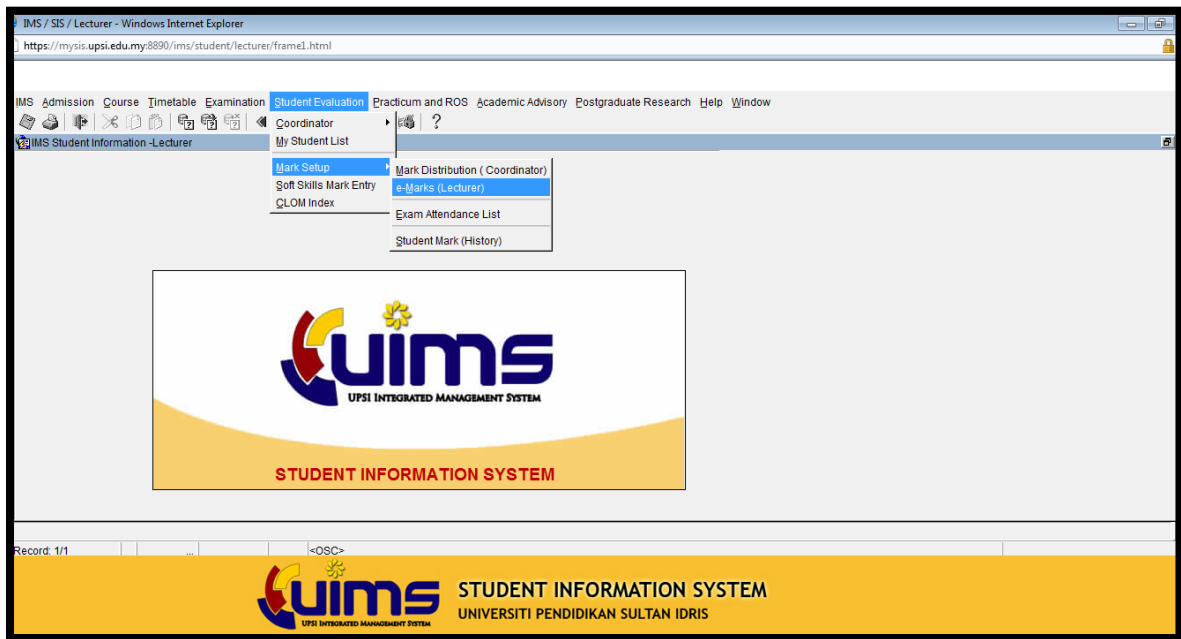 IMS / SIS / Lecturer - Windows Internet Explorer
https://mysis.upsi.edu.my:8890/ims/student/lecturer/frame1.html
IMS Admission Course Timetable Examination Student Evaluation Practicum and ROS Academic Advisory Postgraduate Research Help Window
Coordinator
IMS Student Information -Lecturer
My Student List
Mark Setup
Mark Distribution ( Coordinator)
Soft Skills Mark Entry
e-Marks (Lecturer)
CLOM Index
Exam Attendance List
Student Mark (History)
uims
UPSI INTEGRATED MANAGEMENT SYSTEM
STUDENT INFORMATION SYSTEM
Record: 1/1 ... <OSC>
uims
UPSI INTEGRATED MANAGEMENT SYSTEM
STUDENT INFORMATION SYSTEM
UNIVERSITI PENDIDIKAN SULTAN IDRIS